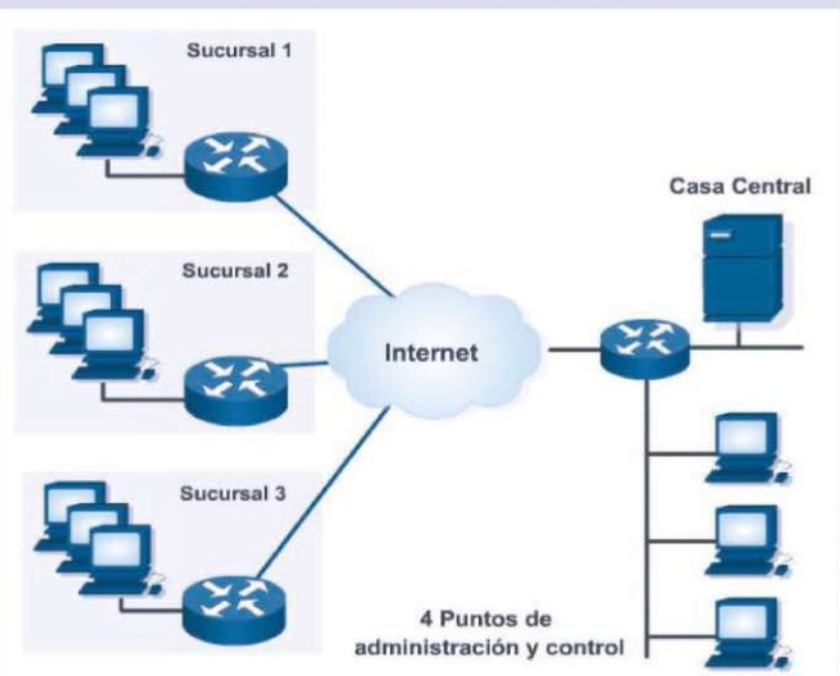 Sucursal 1
Casa Central
Sucursal 2
Internet
Sucursal 3
4 Puntos de
administración y control